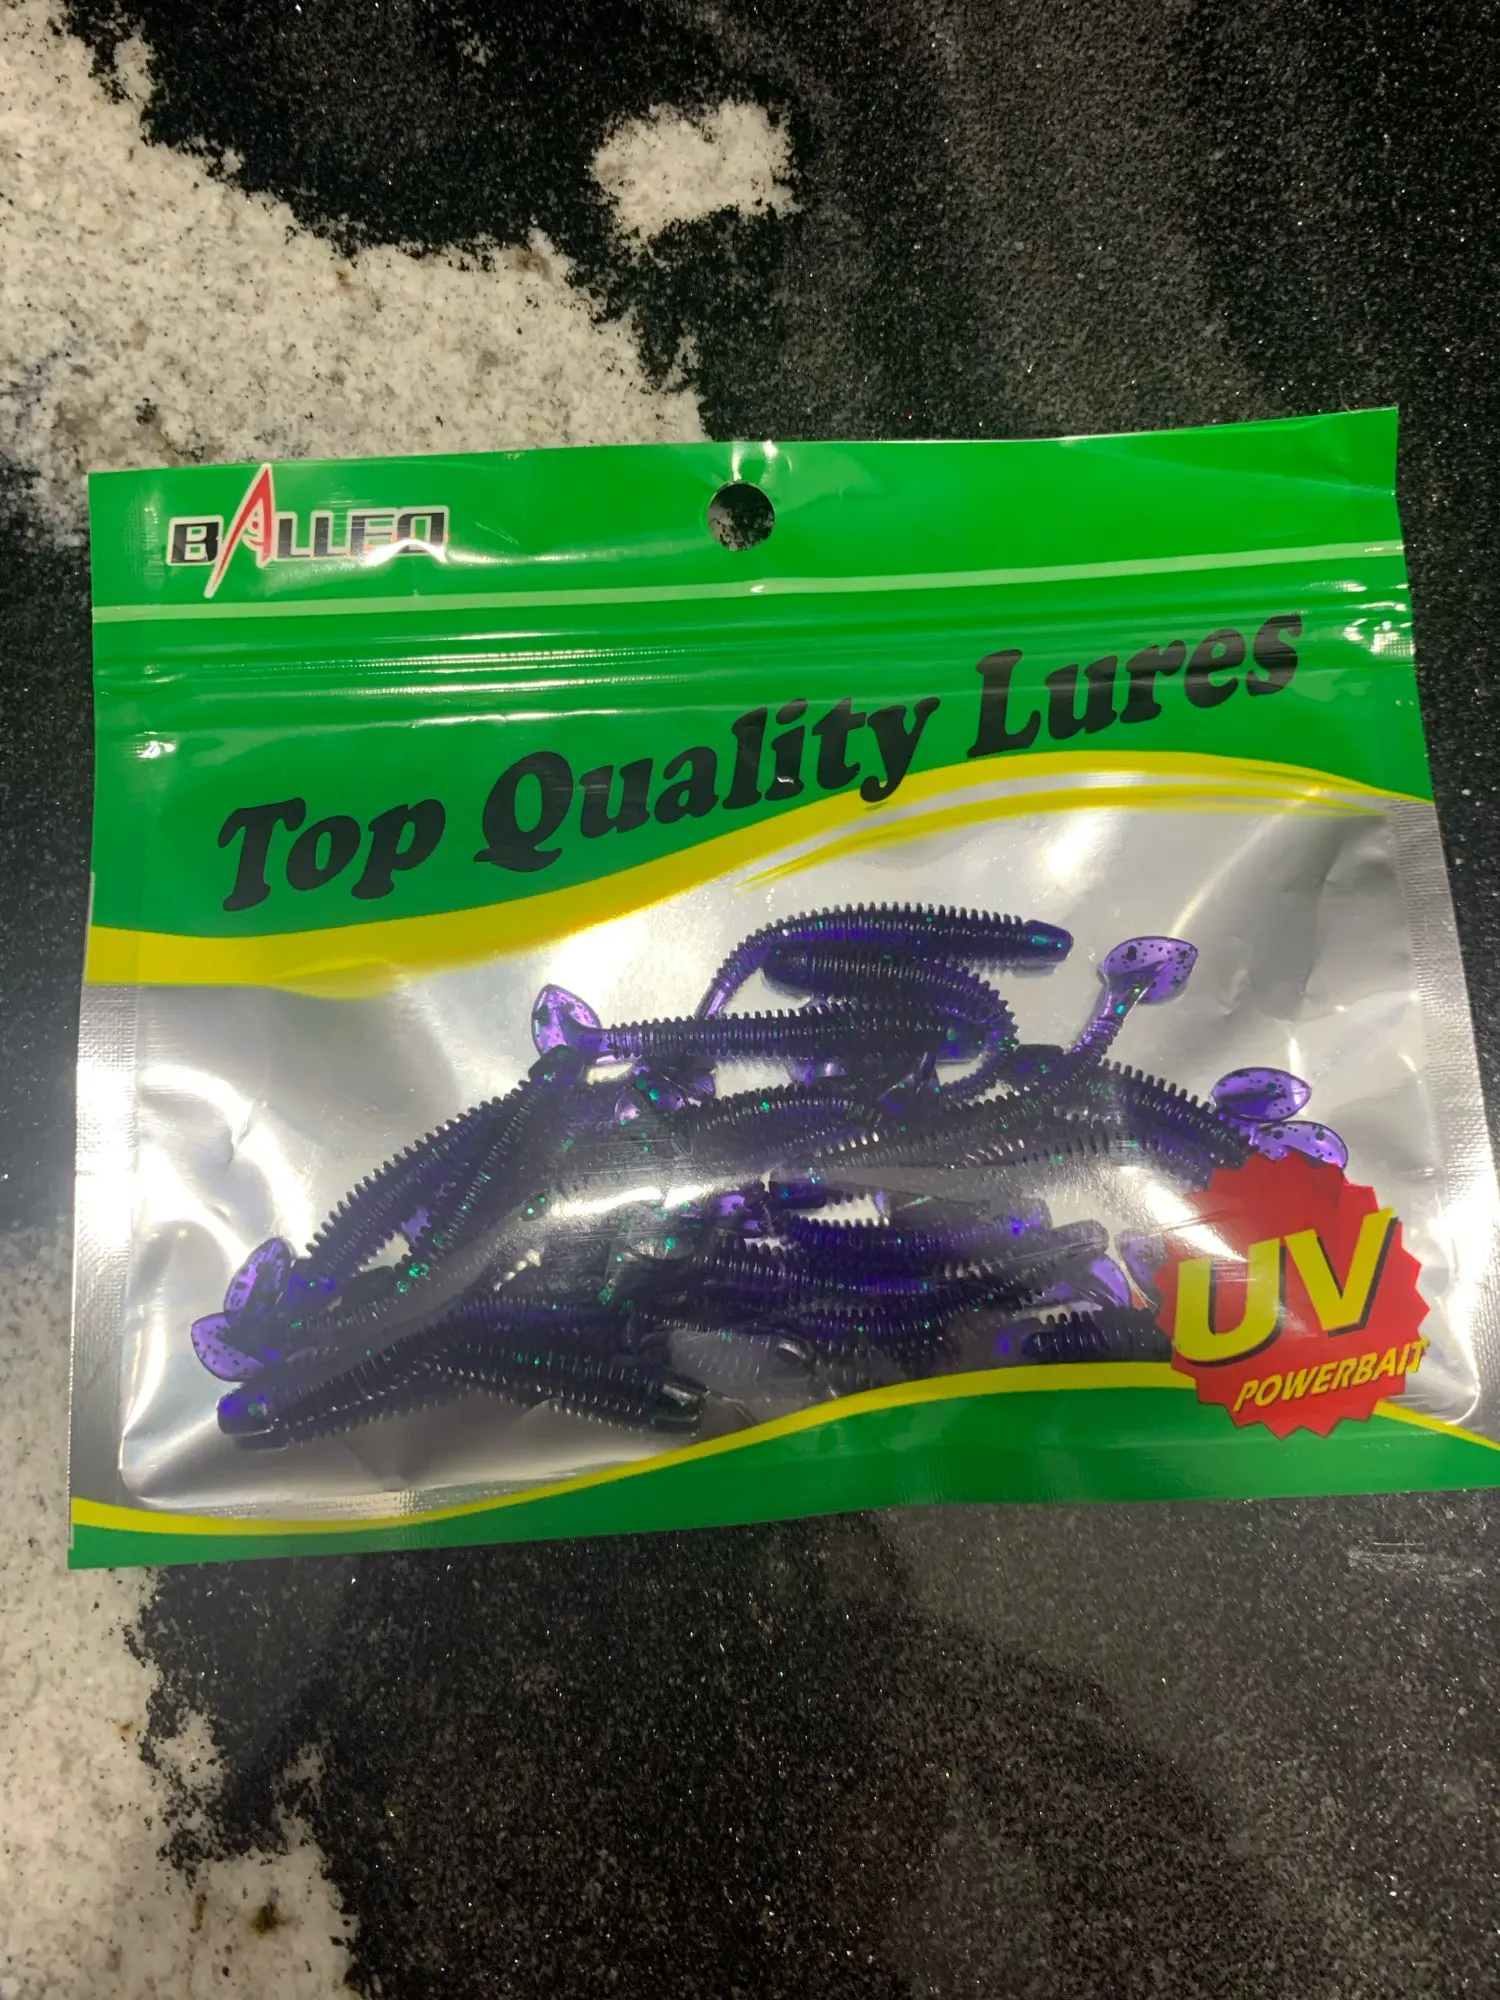 BALLEO
Top Quality Lures
UV
POWERBAIT